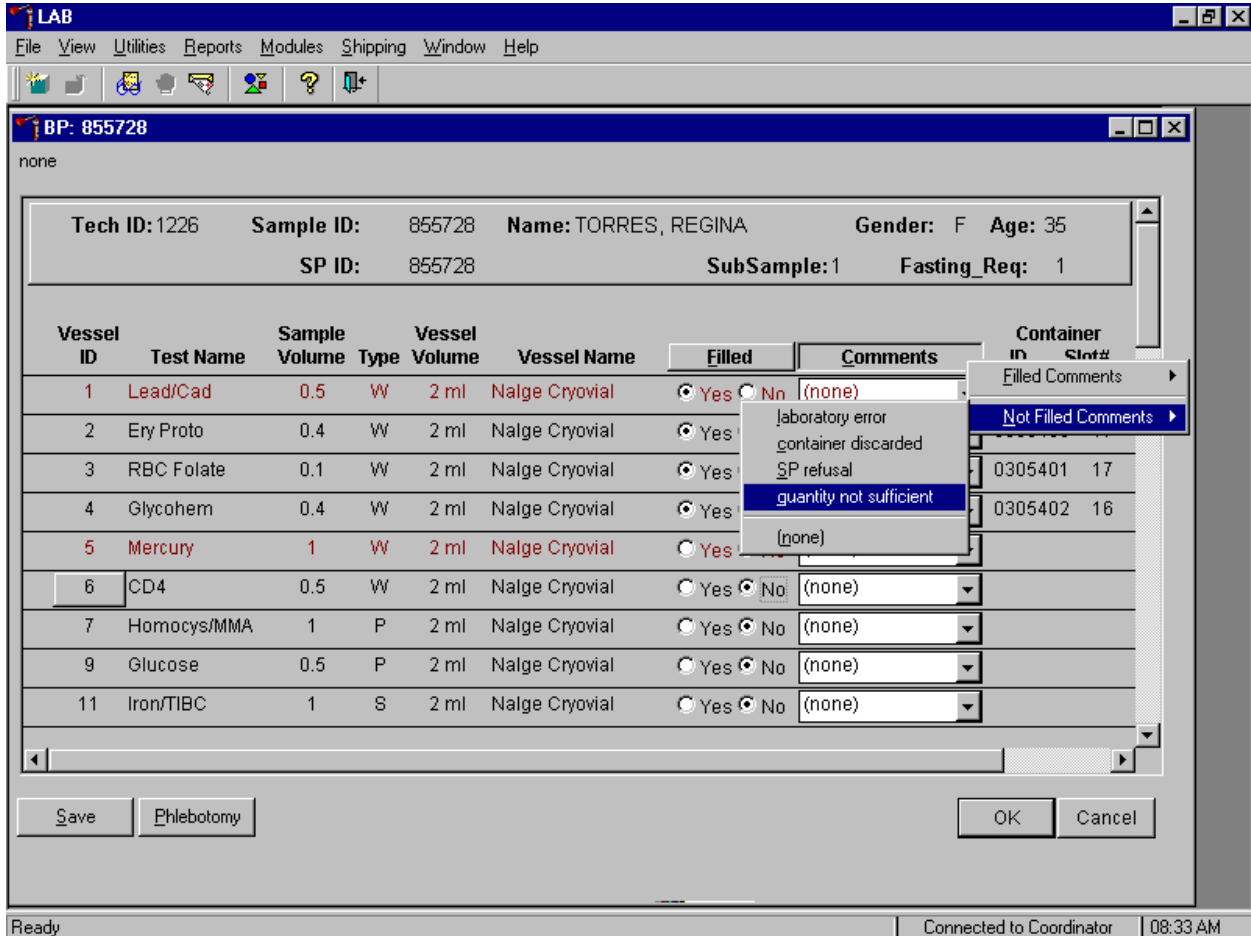 LAB
File View Utilities Reports Modules Shipping Window Help
BP: 855728
none
Tech ID: 1226 Sample ID: 855728 Name: TORRES, REGINA Gender: F Age: 35
SP ID: 855728 SubSample: 1 Fasting_Req: 1
Vessel Sample Vessel Container
ID Test Name Volume Type Volume Vessel Name Filled Comments ID Slot#
1 Lead/Cad 0.5 W 2 ml Nalge Cryovial Yes No (none)
2 Ery Proto 0.4 W 2 ml Nalge Cryovial Yes
3 RBC Folate 0.1 W 2 ml Nalge Cryovial Yes 0305401 17
4 Glycohem 0.4 W 2 ml Nalge Cryovial Yes 0305402 16
5 Mercury 1 W 2 ml Nalge Cryovial Yes
6 CD4 0.5 W 2 ml Nalge Cryovial Yes No (none)
7 Homocys/MMA 1 P 2 ml Nalge Cryovial Yes No (none)
9 Glucose 0.5 P 2 ml Nalge Cryovial Yes No (none)
11 Iron/TIBC 1 S 2 ml Nalge Cryovial Yes No (none)
Filled Comments
Not Filled Comments
laboratory error
container discarded
SP refusal
quantity not sufficient
(none)
Save Phlebotomy OK Cancel
Ready Connected to Coordinator 08:33 AM